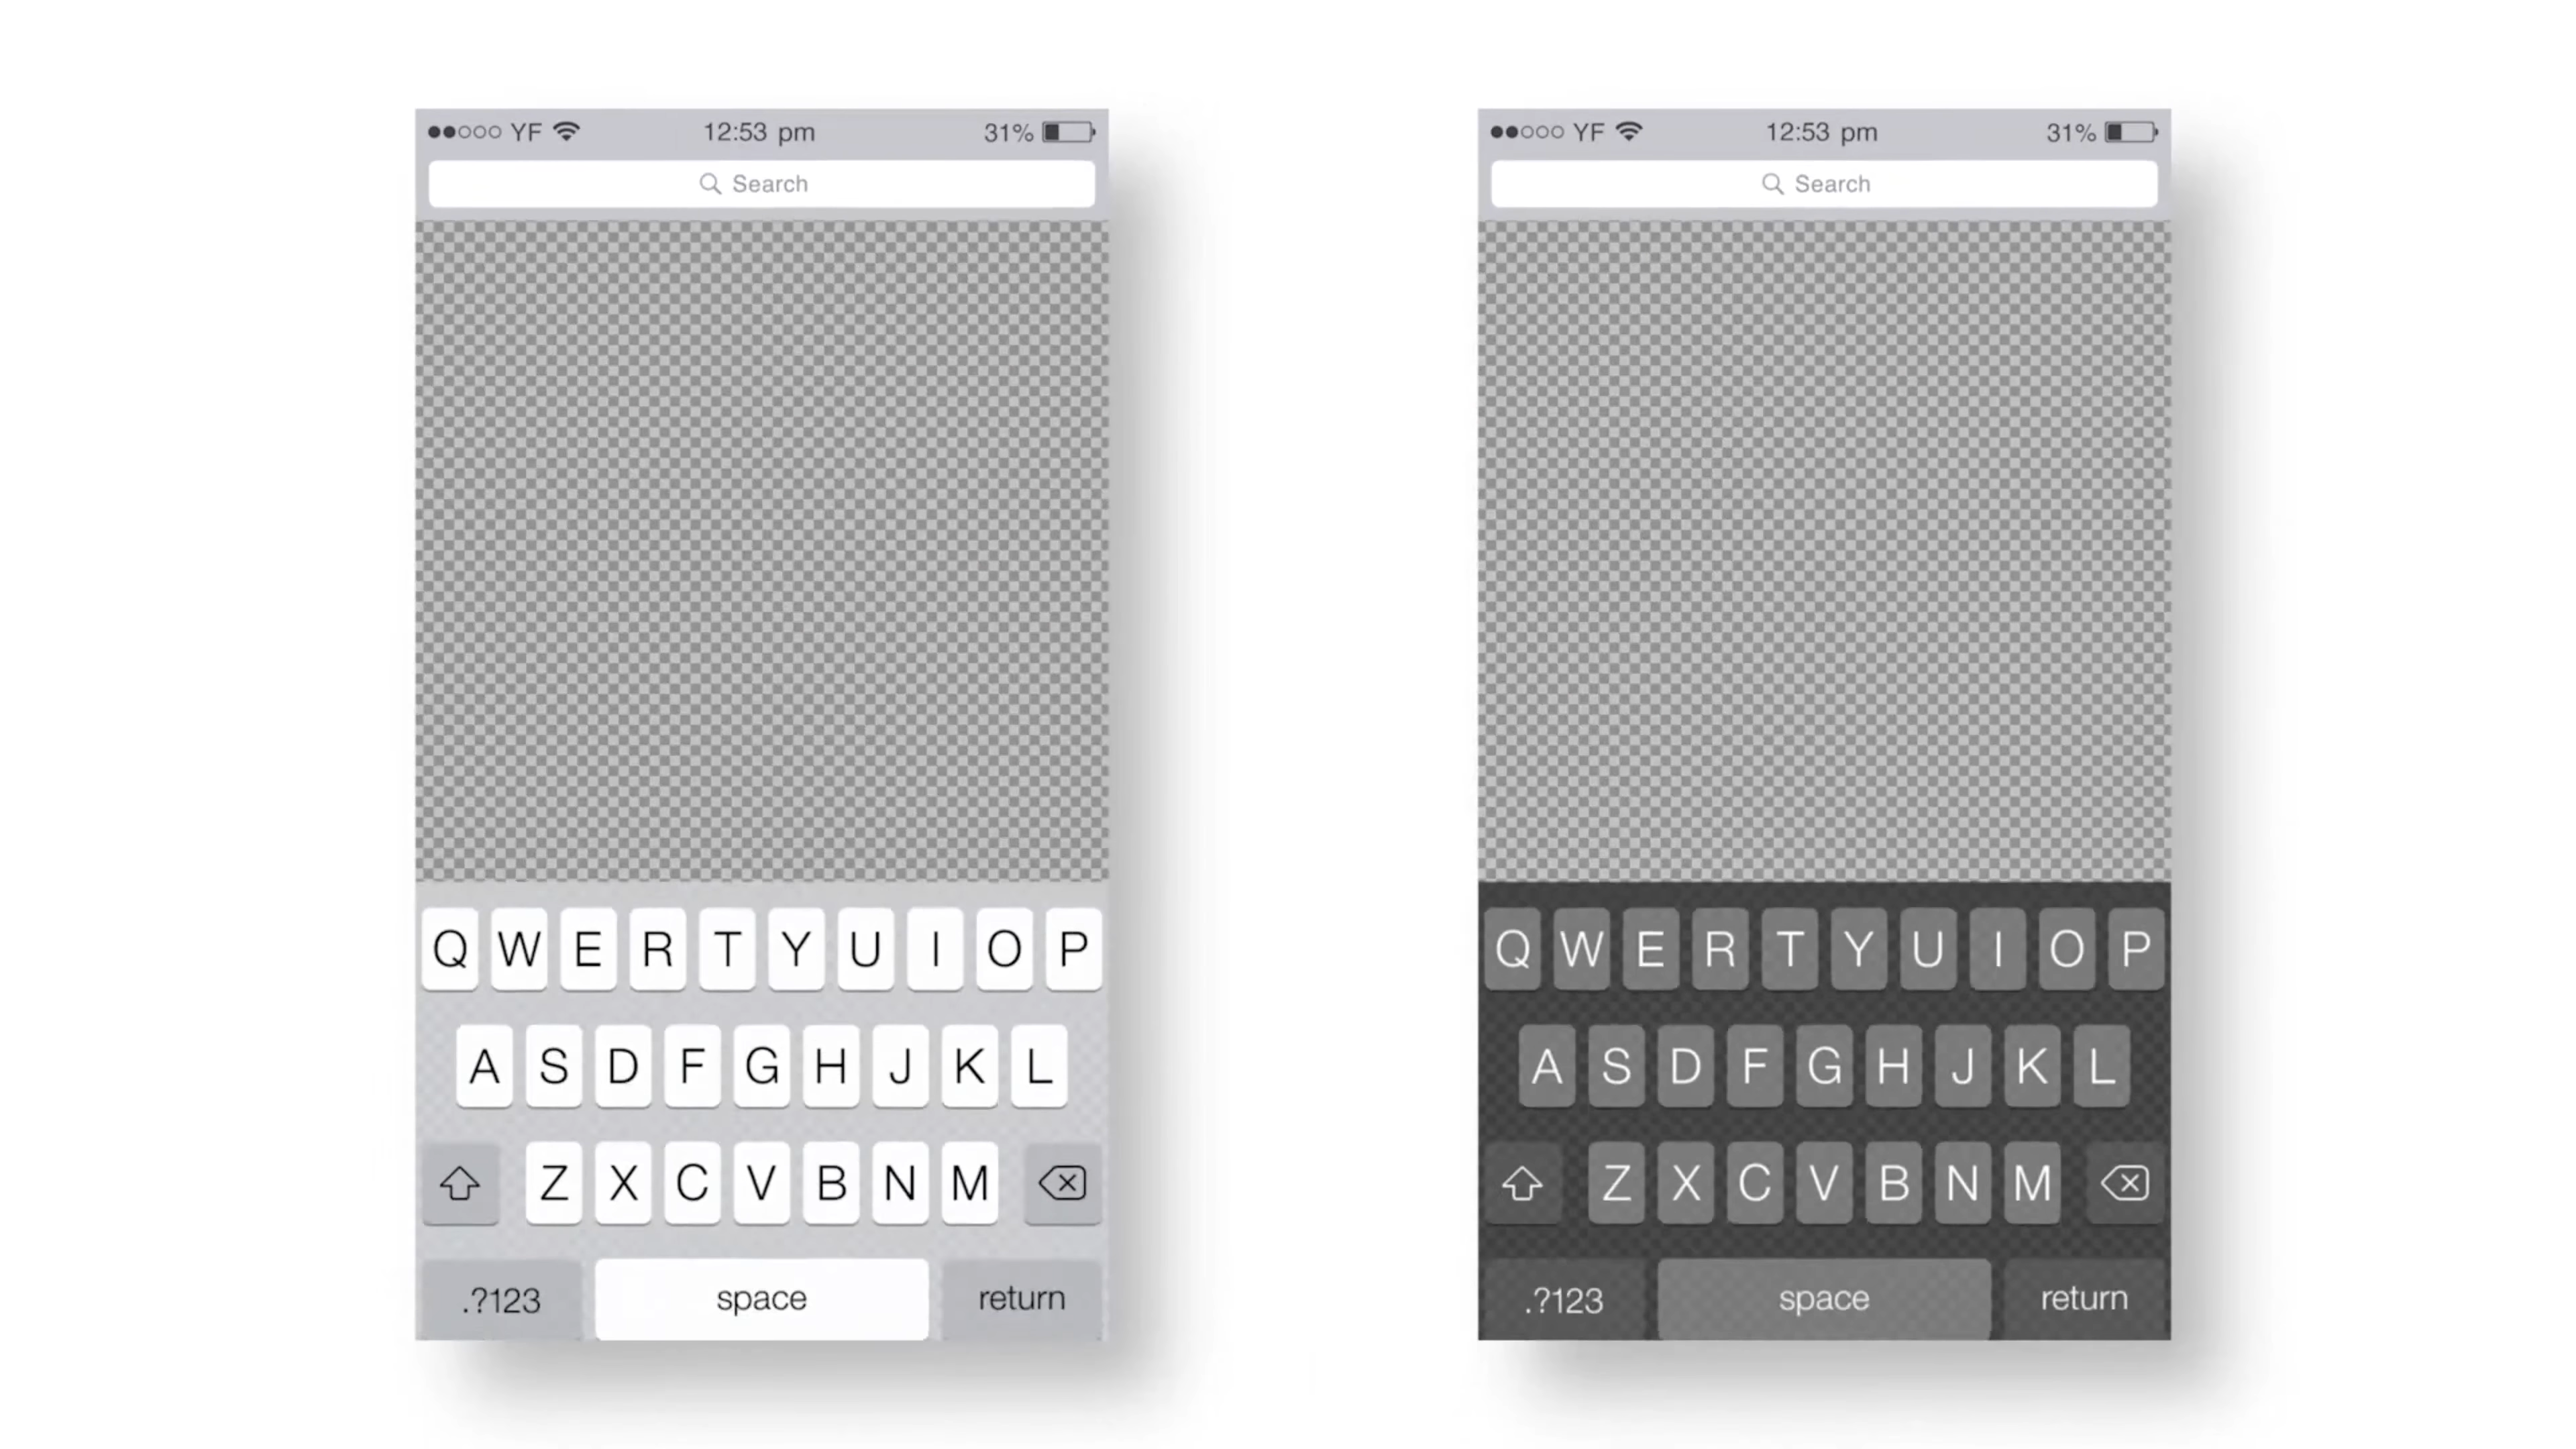 YF 12:53 pm 31%
Search
Q W E R T Y U I O P
A S D F G H J K L
Z X C V B N M
.?123 space return
YF 12:53 pm 31%
Search
Q W E R T Y U I O P
A S D F G H J K L
Z X C V B N M
.?123 space return